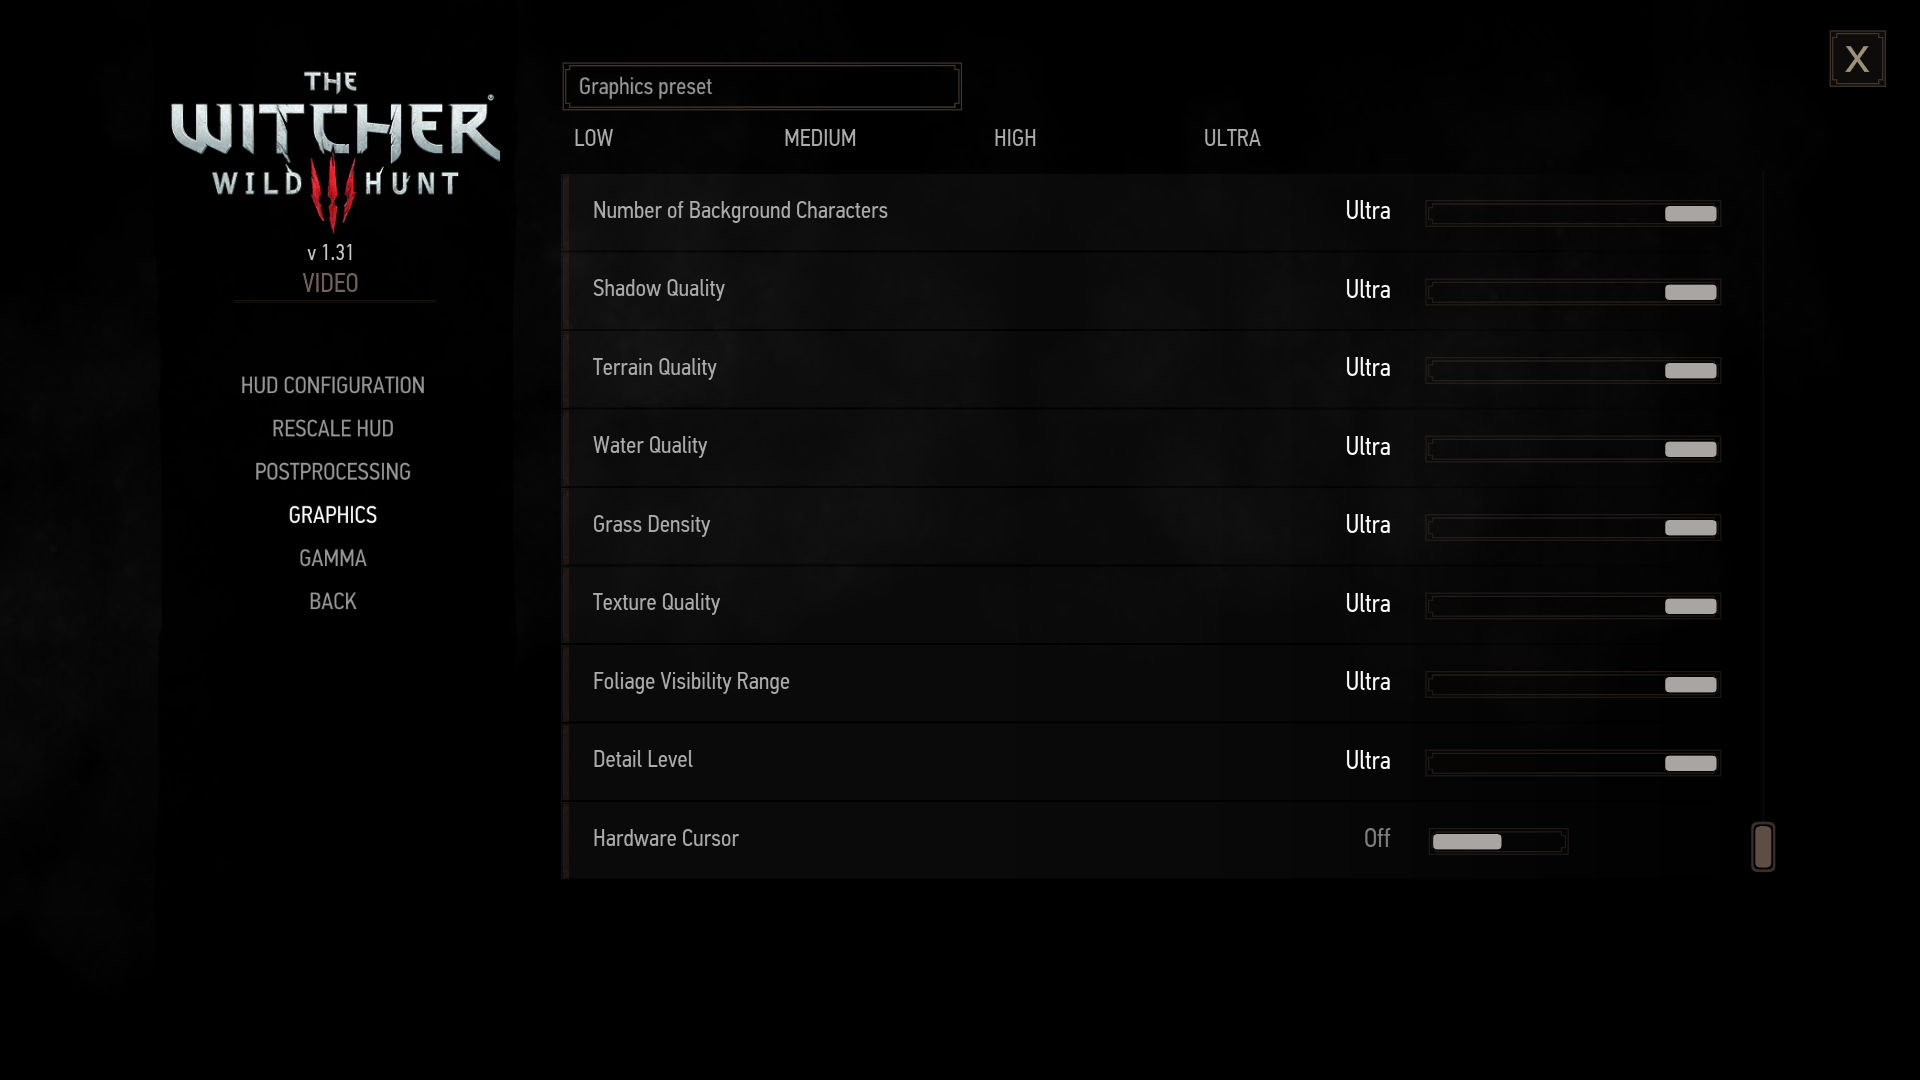 THE
WITCHER®
WILD HUNT
v 1.31
VIDEO
HUD CONFIGURATION
RESCALE HUD
POSTPROCESSING
GRAPHICS
GAMMA
BACK
Graphics preset
LOW MEDIUM HIGH ULTRA
Number of Background Characters Ultra
Shadow Quality Ultra
Terrain Quality Ultra
Water Quality Ultra
Grass Density Ultra
Texture Quality Ultra
Foliage Visibility Range Ultra
Detail Level Ultra
Hardware Cursor Off
X